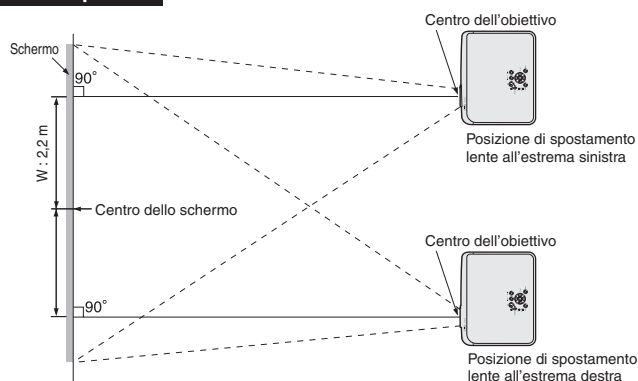 Centro dell'obiettivo
Schermo
90°
W : 2,2 m
Posizione di spostamento
lente all'estrema sinistra
Centro dello schermo
Centro dell'obiettivo
90°
Posizione di spostamento
lente all'estrema destra